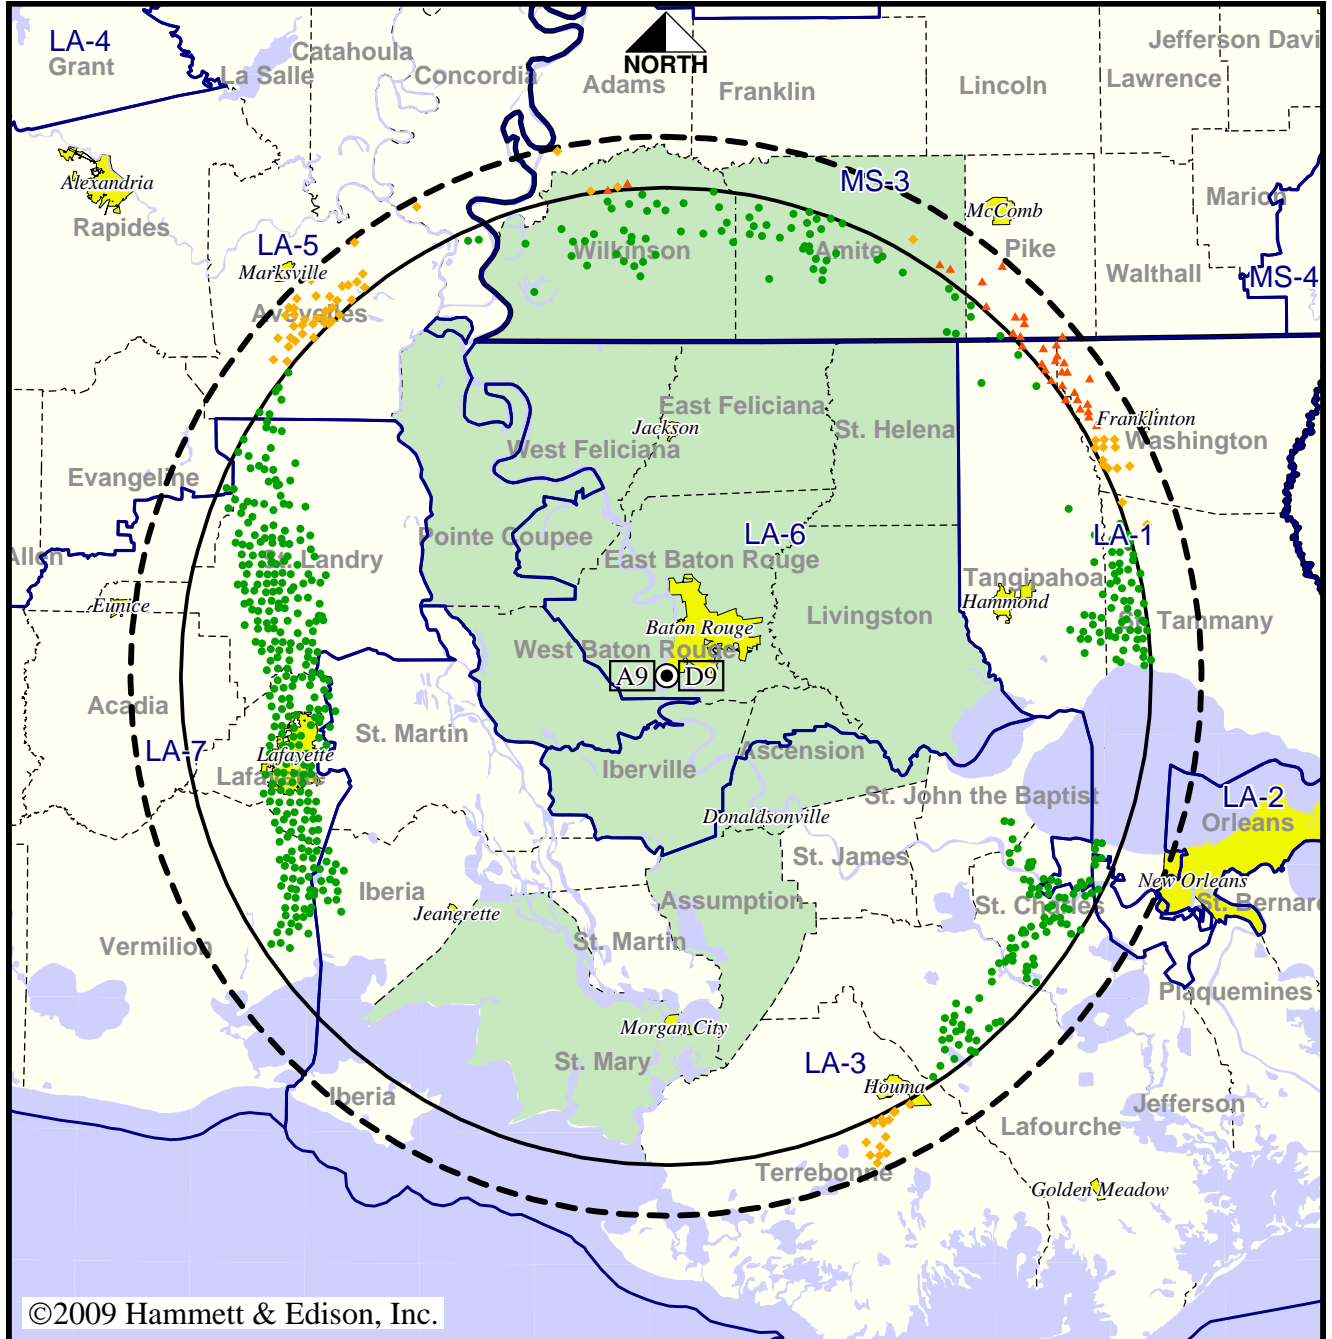 LA-4
Grant
Catahoula
La Salle
Concordia
Adams
NORTH
Franklin
Lincoln
Jefferson Davi
Lawrence
Alexandria
Rapides
LA-5
Marksville
Avoyelles
Wilkinson
MS-3
Amite
McComb
Pike
Marion
Walthall
MS-4
East Feliciana
Jackson
West Feliciana
St. Helena
Franklinton
Washington
Evangeline
Allen
St. Landry
Pointe Coupee
LA-6
East Baton Rouge
LA-1
Eunice
Tangipahoa
Hammond
Livingston
St. Tammany
Baton Rouge
West Baton Rouge
A9
D9
Acadia
St. Martin
LA-7
Lafayette
Lafayette
Iberville
Ascension
St. John the Baptist
LA-2
Orleans
Donaldsonville
St. James
New Orleans
Iberia
Jeanerette
Assumption
St. Charles
St. Bernard
Vermilion
St. Martin
Plaquemines
Morgan City
St. Mary
LA-3
Houma
Iberia
Jefferson
Lafourche
Terrebonne
Golden Meadow
©2009 Hammett & Edison, Inc.